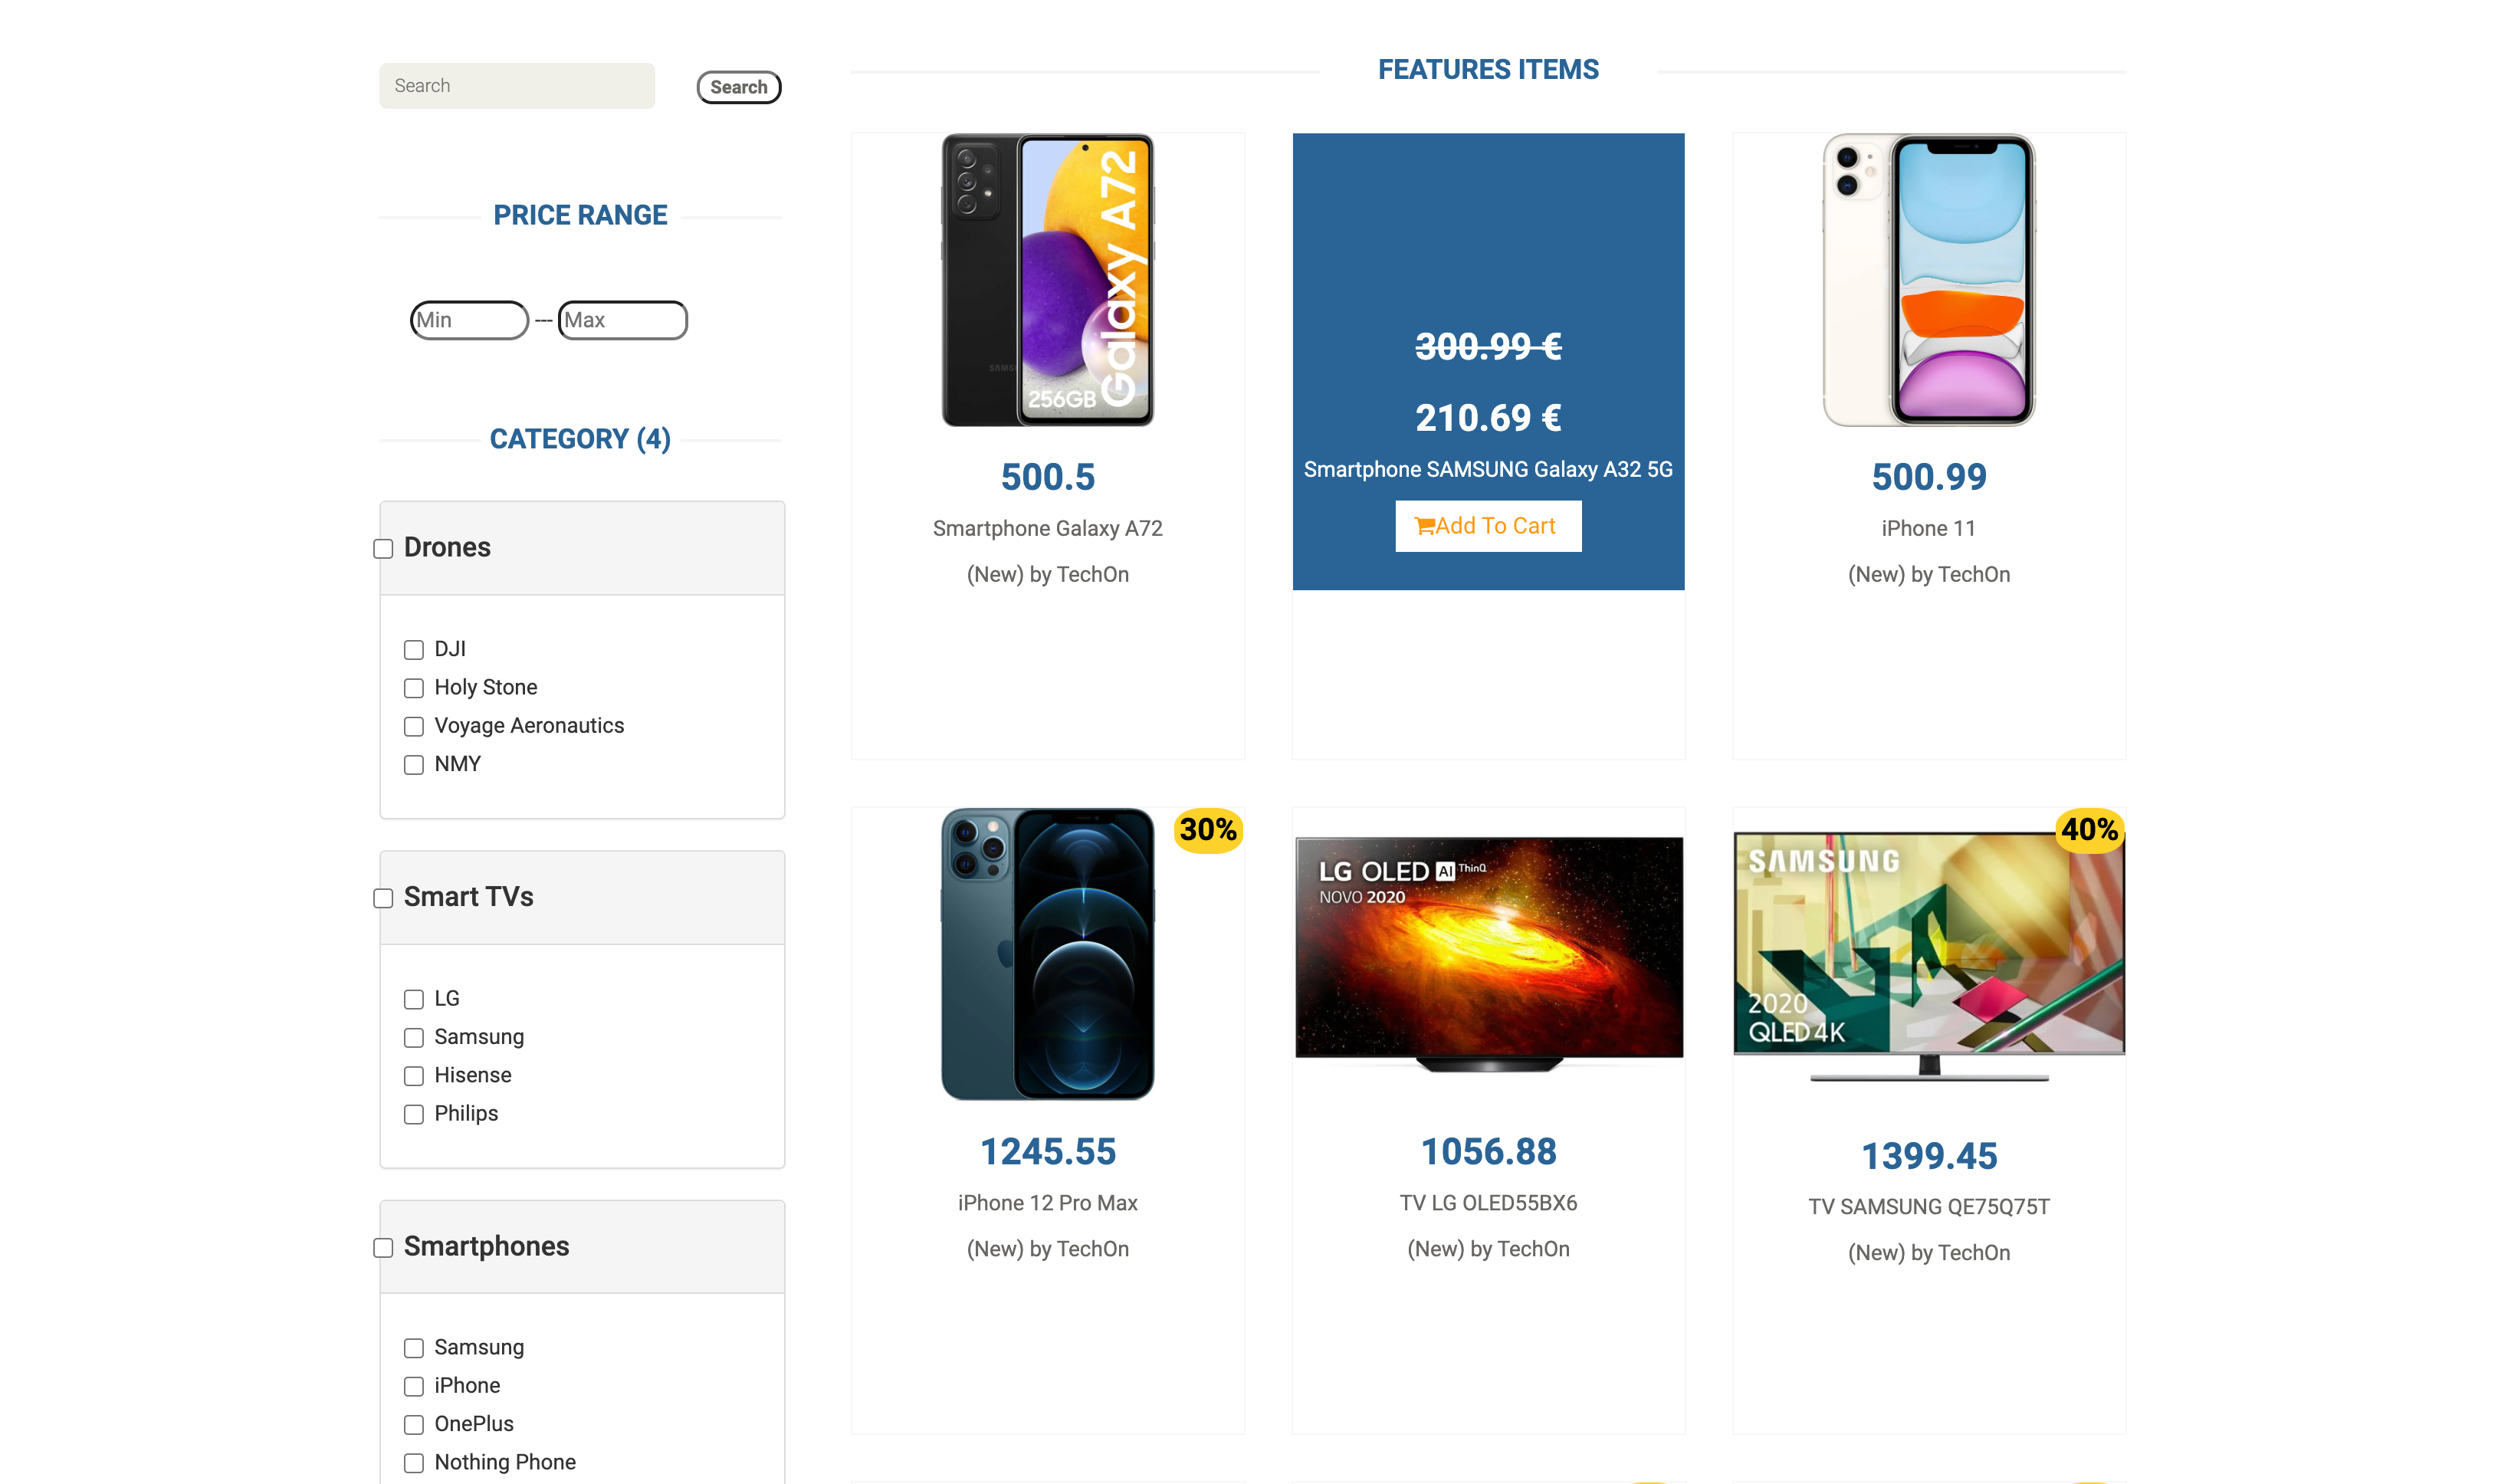 Search
Search
PRICE RANGE
Min --- Max
CATEGORY (4)
Drones
DJI
Holy Stone
Voyage Aeronautics
NMY
Smart TVs
LG
Samsung
Hisense
Philips
Smartphones
Samsung
iPhone
OnePlus
Nothing Phone
FEATURES ITEMS
Galaxy A72
256GB
500.5
Smartphone Galaxy A72
(New) by TechOn
300.99 €
210.69 €
Smartphone SAMSUNG Galaxy A32 5G
Add To Cart
500.99
iPhone 11
(New) by TechOn
30%
1245.55
iPhone 12 Pro Max
(New) by TechOn
LG OLED AI ThinQ
NOVO 2020
1056.88
TV LG OLED55BX6
(New) by TechOn
40%
SAMSUNG
2020
QLED 4K
1399.45
TV SAMSUNG QE75Q75T
(New) by TechOn